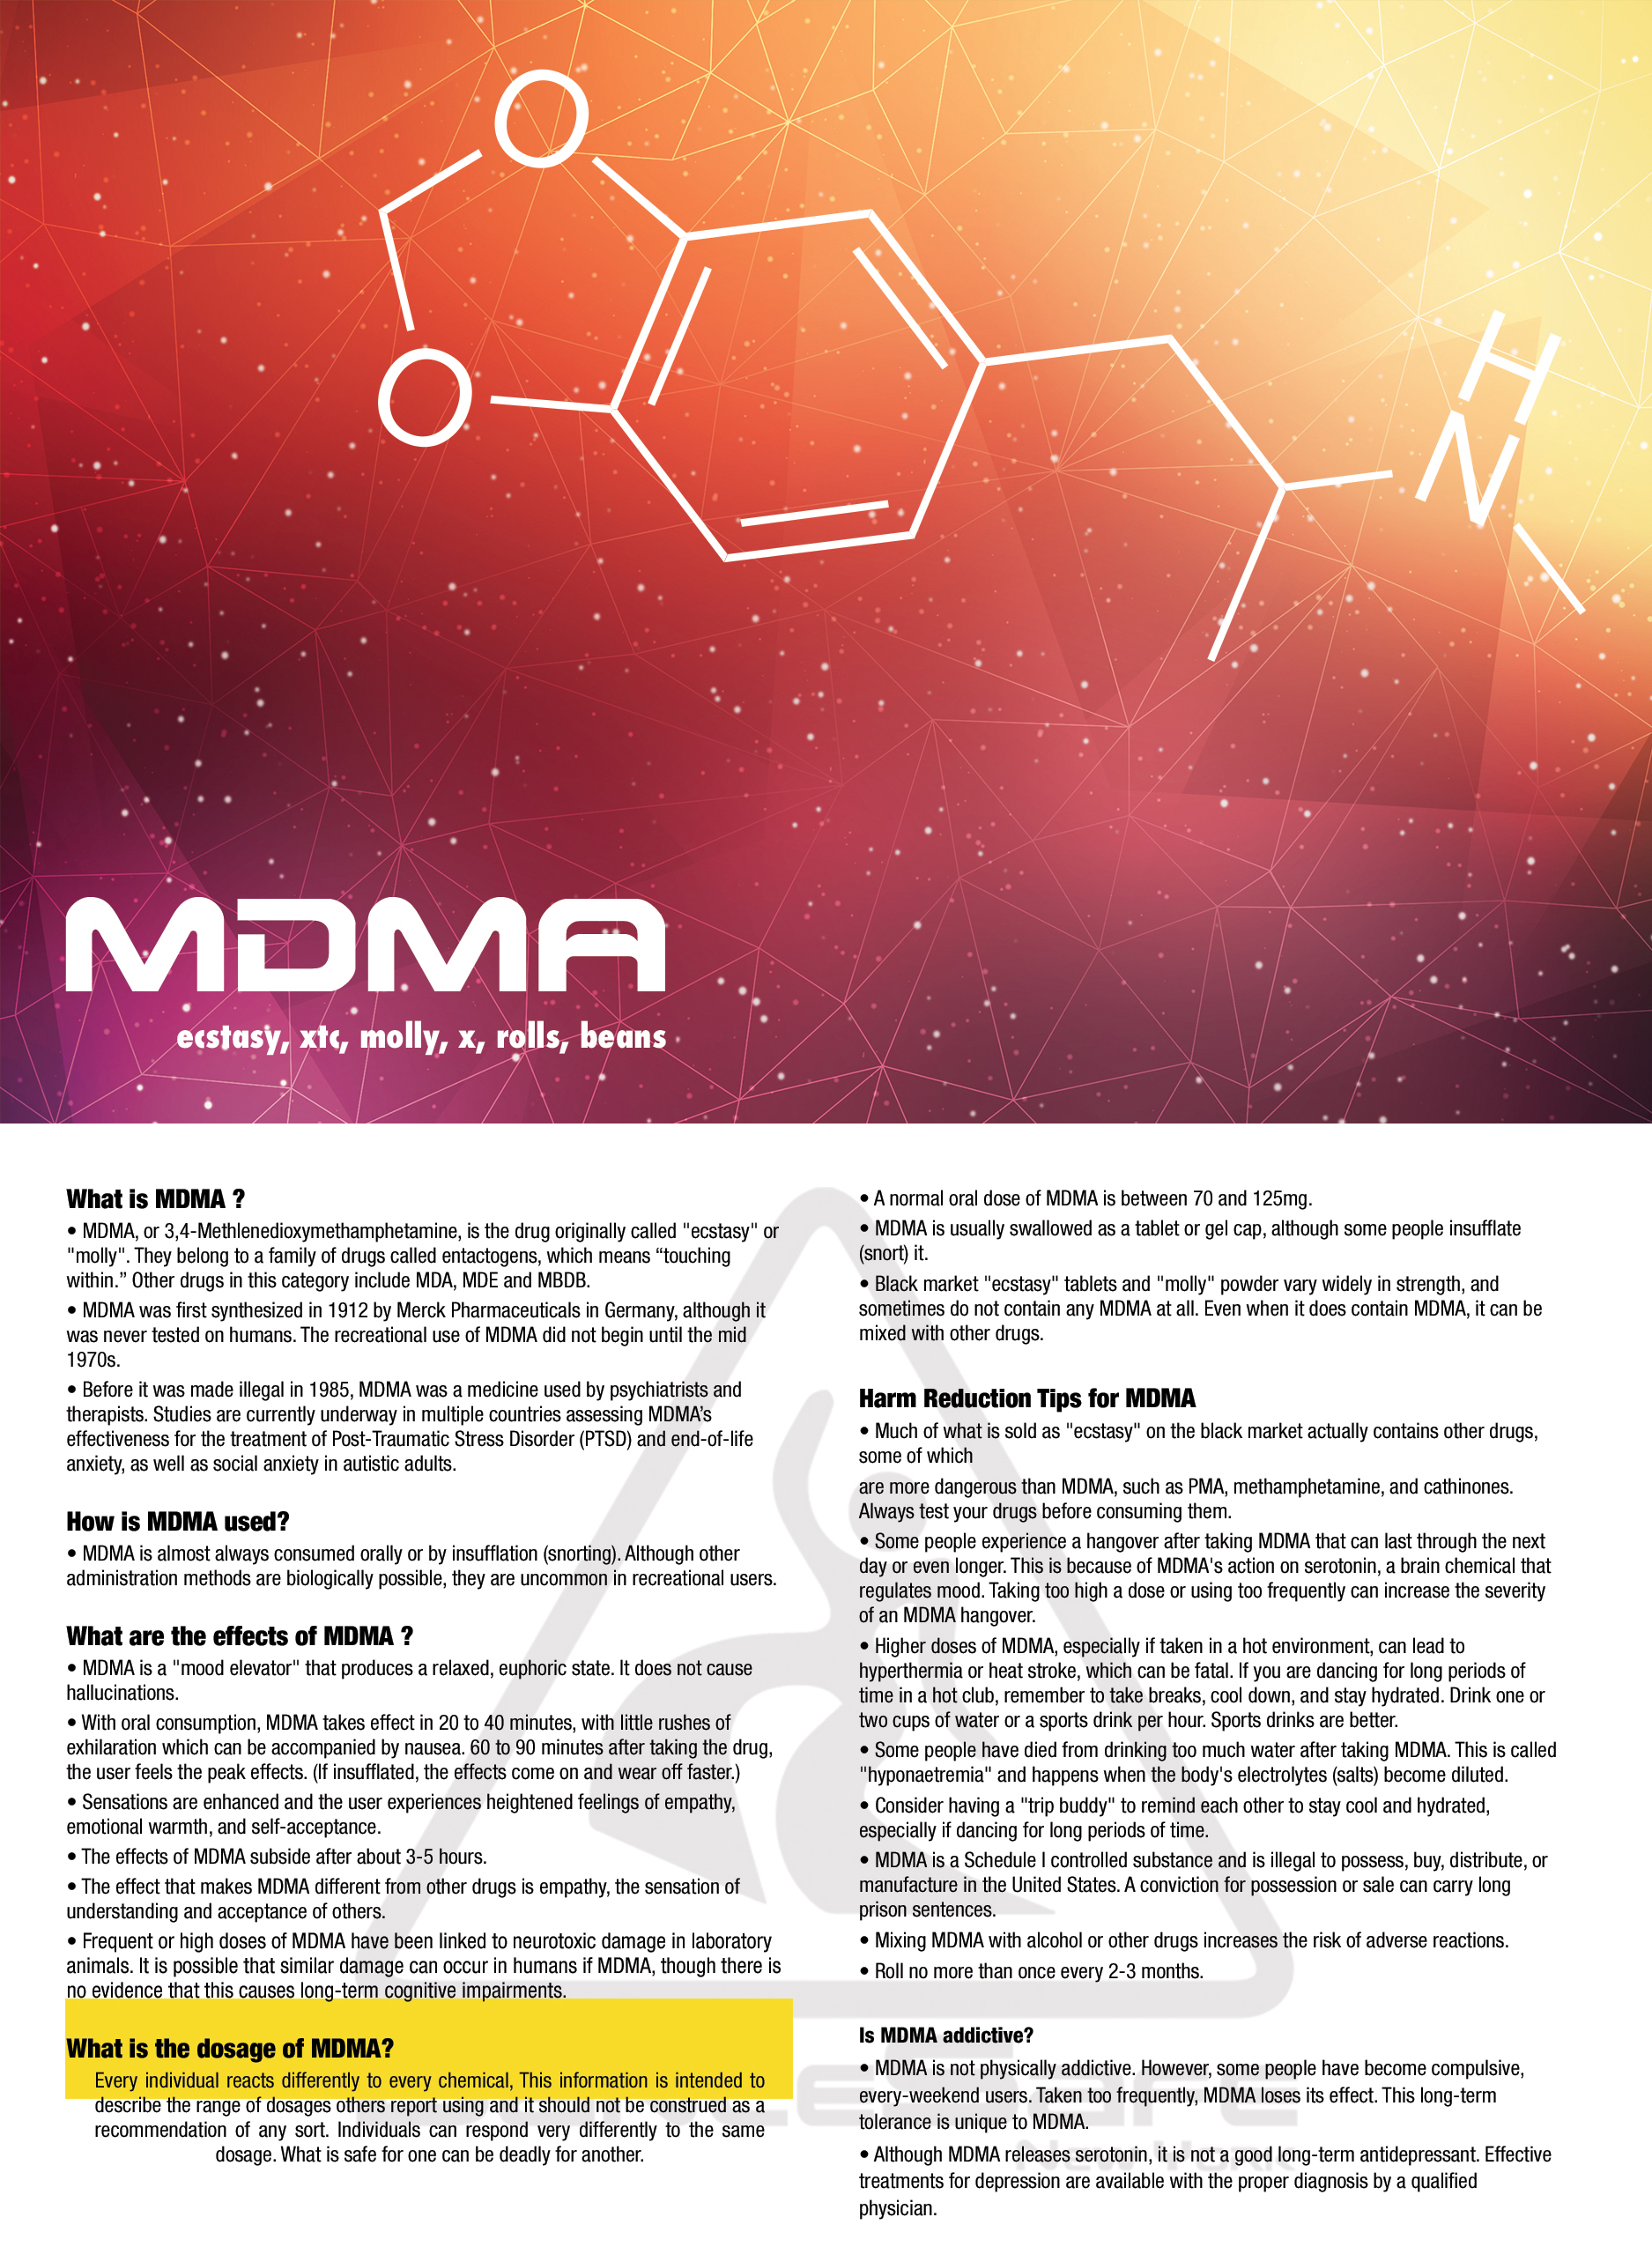 O
O
H
N
MDMA
ecstasy, xtc, molly, x, rolls, beans
What is MDMA ?
• MDMA, or 3,4-Methlenedioxymethamphetamine, is the drug originally called "ecstasy" or
"molly". They belong to a family of drugs called entactogens, which means “touching
within.” Other drugs in this category include MDA, MDE and MBDB.
• MDMA was first synthesized in 1912 by Merck Pharmaceuticals in Germany, although it
was never tested on humans. The recreational use of MDMA did not begin until the mid
1970s.
• Before it was made illegal in 1985, MDMA was a medicine used by psychiatrists and
therapists. Studies are currently underway in multiple countries assessing MDMA’s
effectiveness for the treatment of Post-Traumatic Stress Disorder (PTSD) and end-of-life
anxiety, as well as social anxiety in autistic adults.
How is MDMA used?
• MDMA is almost always consumed orally or by insufflation (snorting). Although other
administration methods are biologically possible, they are uncommon in recreational users.
What are the effects of MDMA ?
• MDMA is a "mood elevator" that produces a relaxed, euphoric state. It does not cause
hallucinations.
• With oral consumption, MDMA takes effect in 20 to 40 minutes, with little rushes of
exhilaration which can be accompanied by nausea. 60 to 90 minutes after taking the drug,
the user feels the peak effects. (If insufflated, the effects come on and wear off faster.)
• Sensations are enhanced and the user experiences heightened feelings of empathy,
emotional warmth, and self-acceptance.
• The effects of MDMA subside after about 3-5 hours.
• The effect that makes MDMA different from other drugs is empathy, the sensation of
understanding and acceptance of others.
• Frequent or high doses of MDMA have been linked to neurotoxic damage in laboratory
animals. It is possible that similar damage can occur in humans if MDMA, though there is
no evidence that this causes long-term cognitive impairments.
What is the dosage of MDMA?
Every individual reacts differently to every chemical, This information is intended to
describe the range of dosages others report using and it should not be construed as a
recommendation of any sort. Individuals can respond very differently to the same
dosage. What is safe for one can be deadly for another.
• A normal oral dose of MDMA is between 70 and 125mg.
• MDMA is usually swallowed as a tablet or gel cap, although some people insufflate
(snort) it.
• Black market "ecstasy" tablets and "molly" powder vary widely in strength, and
sometimes do not contain any MDMA at all. Even when it does contain MDMA, it can be
mixed with other drugs.
Harm Reduction Tips for MDMA
• Much of what is sold as "ecstasy" on the black market actually contains other drugs,
some of which
are more dangerous than MDMA, such as PMA, methamphetamine, and cathinones.
Always test your drugs before consuming them.
• Some people experience a hangover after taking MDMA that can last through the next
day or even longer. This is because of MDMA's action on serotonin, a brain chemical that
regulates mood. Taking too high a dose or using too frequently can increase the severity
of an MDMA hangover.
• Higher doses of MDMA, especially if taken in a hot environment, can lead to
hyperthermia or heat stroke, which can be fatal. If you are dancing for long periods of
time in a hot club, remember to take breaks, cool down, and stay hydrated. Drink one or
two cups of water or a sports drink per hour. Sports drinks are better.
• Some people have died from drinking too much water after taking MDMA. This is called
"hyponaetremia" and happens when the body's electrolytes (salts) become diluted.
• Consider having a "trip buddy" to remind each other to stay cool and hydrated,
especially if dancing for long periods of time.
• MDMA is a Schedule I controlled substance and is illegal to possess, buy, distribute, or
manufacture in the United States. A conviction for possession or sale can carry long
prison sentences.
• Mixing MDMA with alcohol or other drugs increases the risk of adverse reactions.
• Roll no more than once every 2-3 months.
Is MDMA addictive?
• MDMA is not physically addictive. However, some people have become compulsive,
every-weekend users. Taken too frequently, MDMA loses its effect. This long-term
tolerance is unique to MDMA.
• Although MDMA releases serotonin, it is not a good long-term antidepressant. Effective
treatments for depression are available with the proper diagnosis by a qualified
physician.